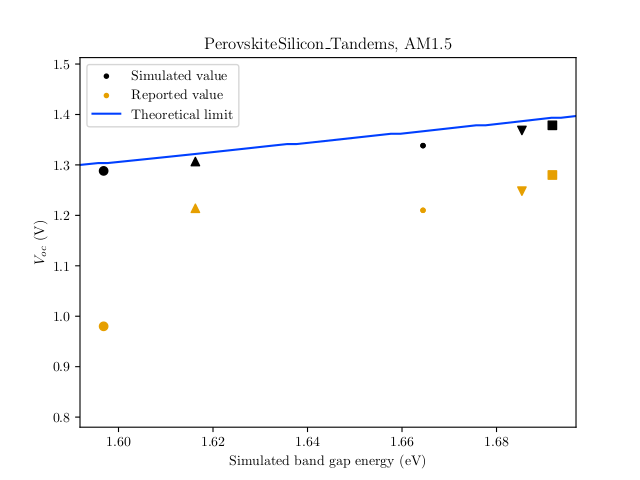 PerovskiteSilicon_Tandems, AM1.5
Simulated value
Reported value
Theoretical limit
1.5
1.4
1.3
1.2
1.1
1.0
0.9
0.8
V_oc (V)
1.60 1.62 1.64 1.66 1.68
Simulated band gap energy (eV)